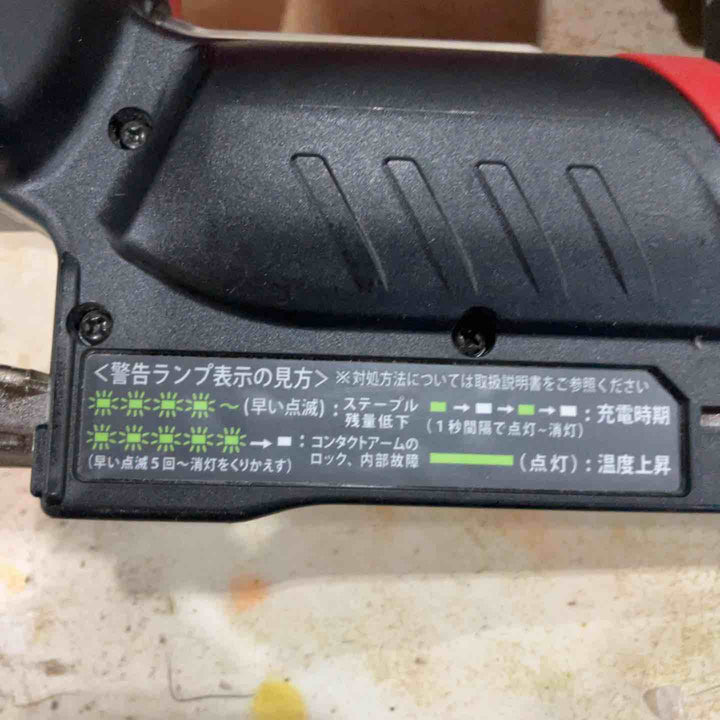 ＜警告ランプ表示の見方＞ ※対処方法については取扱説明書をご参照ください
～(早い点滅)：ステープル残量低下
→ → → ：充電時期
(1秒間隔で点灯~消灯)
→ ：コンタクトアームのロック、内部故障
(早い点滅5回～消灯をくりかえす)
(点灯)：温度上昇